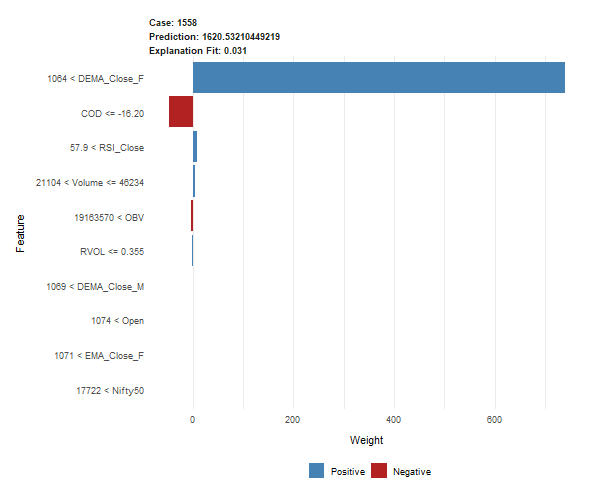 Case: 1558
Prediction: 1620.53210449219
Explanation Fit: 0.031
1064 < DEMA_Close_F
COD <= -16.20
57.9 < RSI_Close
21104 < Volume <= 46234
19163570 < OBV
RVOL <= 0.355
1069 < DEMA_Close_M
1074 < Open
1071 < EMA_Close_F
17722 < Nifty50
Feature
0 200 400 600
Weight
Positive Negative